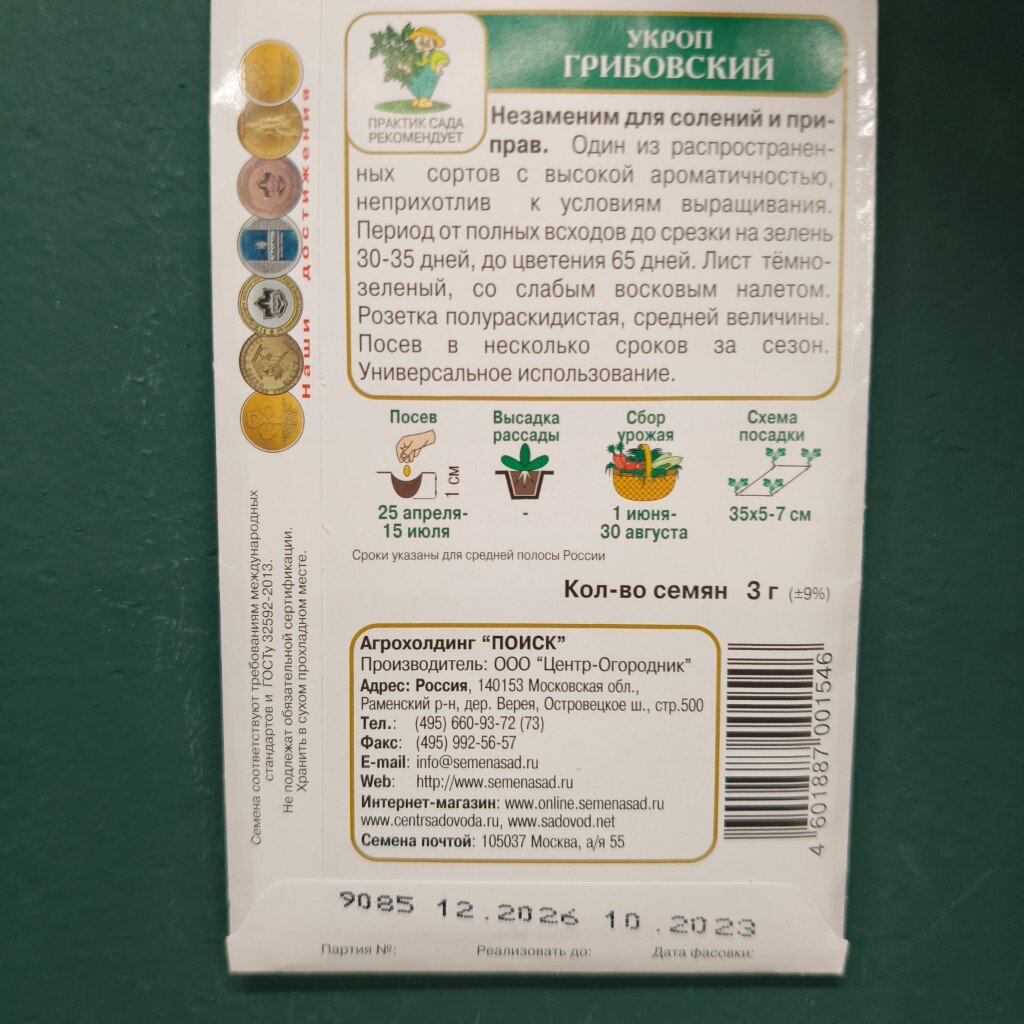 УКРОП
ГРИБОВСКИЙ
ПРАКТИК САДА
РЕКОМЕНДУЕТ
Незаменим для солений и при-
прав. Один из распространен-
ных сортов с высокой ароматичностью,
неприхотлив к условиям выращивания.
Период от полных всходов до срезки на зелень
30-35 дней, до цветения 65 дней. Лист тёмно-
зеленый, со слабым восковым налетом.
Розетка полураскидистая, средней величины.
Посев в несколько сроков за сезон.
Универсальное использование.
Наши достижения
Посев
1 см
25 апреля-
15 июля
Высадка
рассады
-
Сбор
урожая
1 июня-
30 августа
Схема
посадки
35х5-7 см
Сроки указаны для средней полосы России
Кол-во семян 3 г (±9%)
Семена соответствуют требованиям международных
стандартов и ГОСТу 32592-2013.
Не подлежат обязательной сертификации.
Хранить в сухом прохладном месте.
Агрохолдинг "ПОИСК"
Производитель: ООО "Центр-Огородник"
Адрес: Россия, 140153 Московская обл.,
Раменский р-н, дер. Верея, Островецкое ш., стр.500
Тел.: (495) 660-93-72 (73)
Факс: (495) 992-56-57
E-mail: info@semenasad.ru
Web: http://www.semenasad.ru
Интернет-магазин: www.online.semenasad.ru
www.centrsadovoda.ru, www.sadovod.net
Семена почтой: 105037 Москва, а/я 55
4 601887 001546
9085 12.2026 10.2023
Партия №: Реализовать до: Дата фасовки: